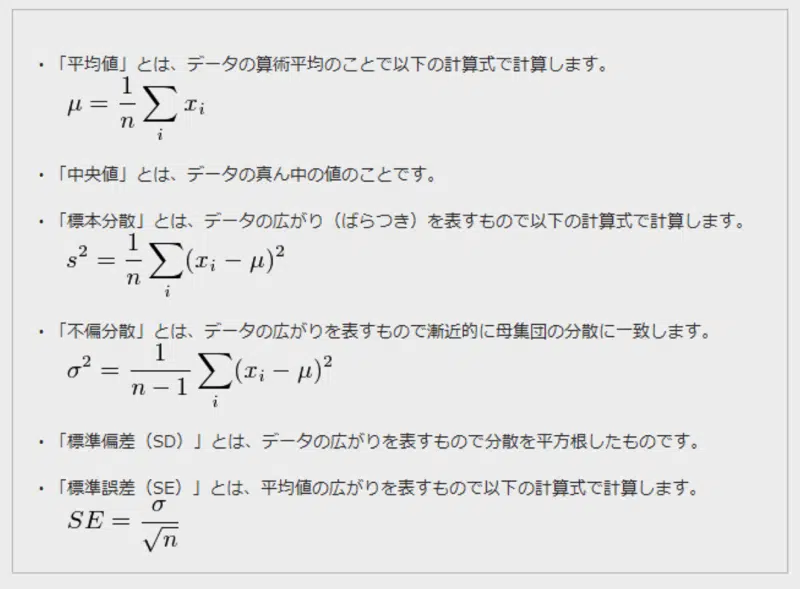 ・「平均値」とは、データの算術平均のことで以下の計算式で計算します。
μ = \frac{1}{n} \sum_{i} x_i
・「中央値」とは、データの真ん中の値のことです。
・「標本分散」とは、データの広がり（ばらつき）を表すもので以下の計算式で計算します。
s^2 = \frac{1}{n} \sum_{i} (x_i − μ)^2
・「不偏分散」とは、データの広がりを表すもので漸近的に母集団の分散に一致します。
σ^2 = \frac{1}{n − 1} \sum_{i} (x_i − μ)^2
・「標準偏差（SD）」とは、データの広がりを表すもので分散を平方根したものです。
・「標準誤差（SE）」とは、平均値の広がりを表すもので以下の計算式で計算します。
SE = \frac{σ}{\sqrt{n}}